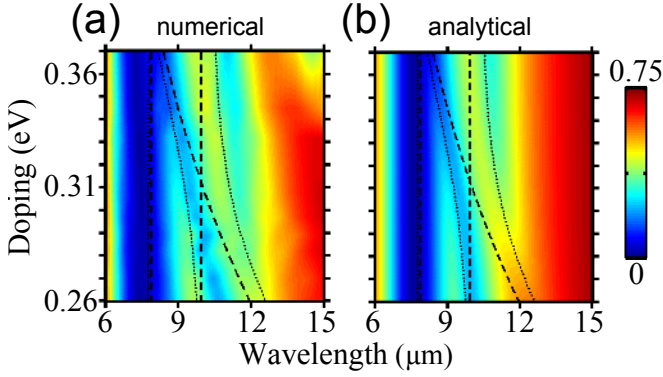 (a) numerical (b) analytical
0.36
0.31
0.26
Doping (eV)
0.75
0
6 9 12 15 6 9 12 15
Wavelength (μm)